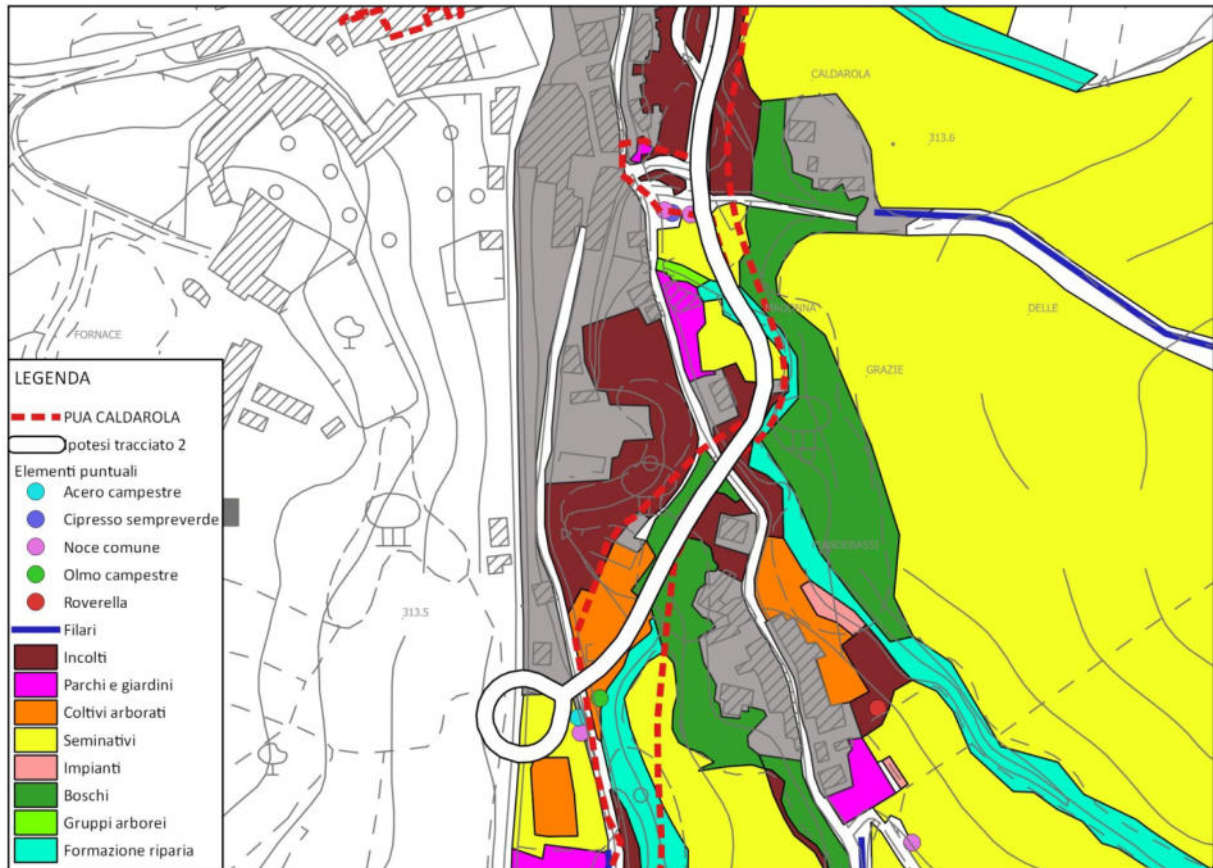 CALDAROLA
313.6
MADONNA
DELLE
FORNACE
GRAZIE
LEGENDA
PUA CALDAROLA
Ipotesi tracciato 2
Elementi puntuali
Acero campestre
Cipresso sempreverde
Noce comune
Olmo campestre
Roverella
Filari
Incolti
Parchi e giardini
Coltivi arborati
Seminativi
Impianti
Boschi
Gruppi arborei
Formazione riparia
313.5